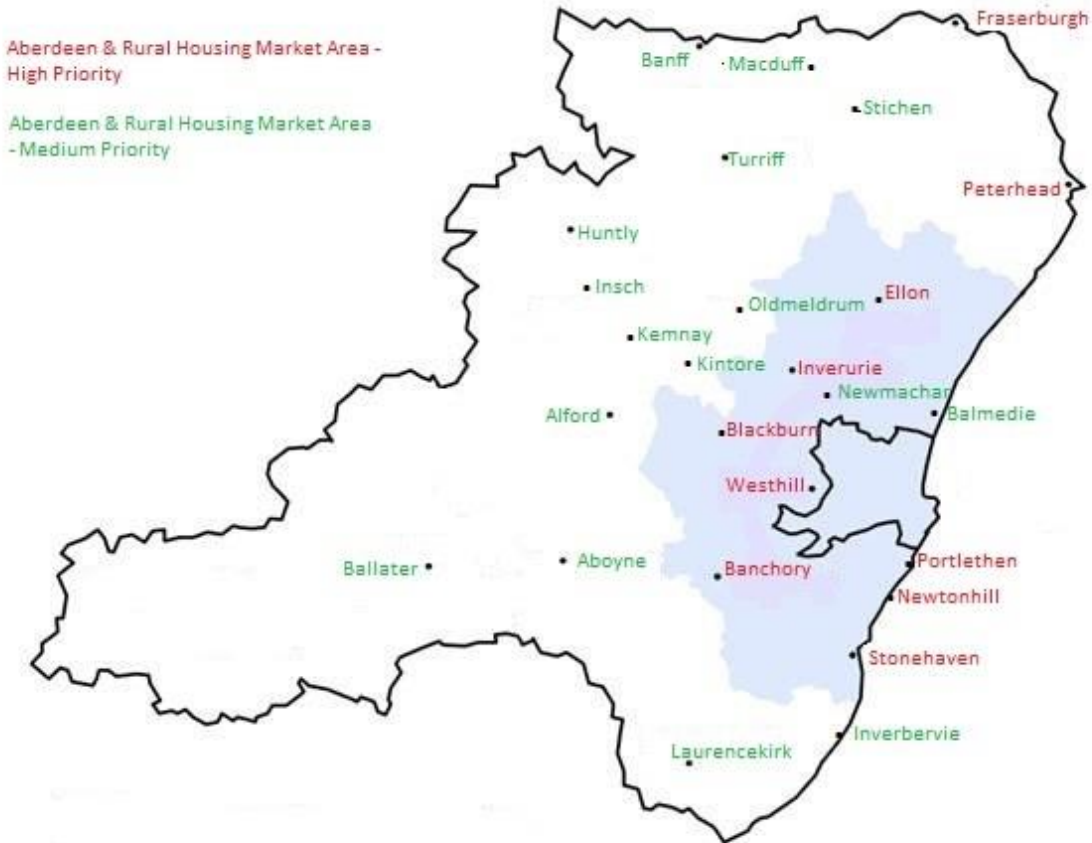 Fraserburgh
Aberdeen & Rural Housing Market Area -
High Priority
Banff
Macduff
Stichen
Aberdeen & Rural Housing Market Area
- Medium Priority
Turriff
Peterhead
Huntly
Insch
Ellon
Oldmeldrum
Kemnay
Kintore
Inverurie
Newmachar
Alford
Balmedie
Blackburn
Westhill
Ballater
Aboyne
Banchory
Portlethen
Newtonhill
Stonehaven
Inverbervie
Laurencekirk